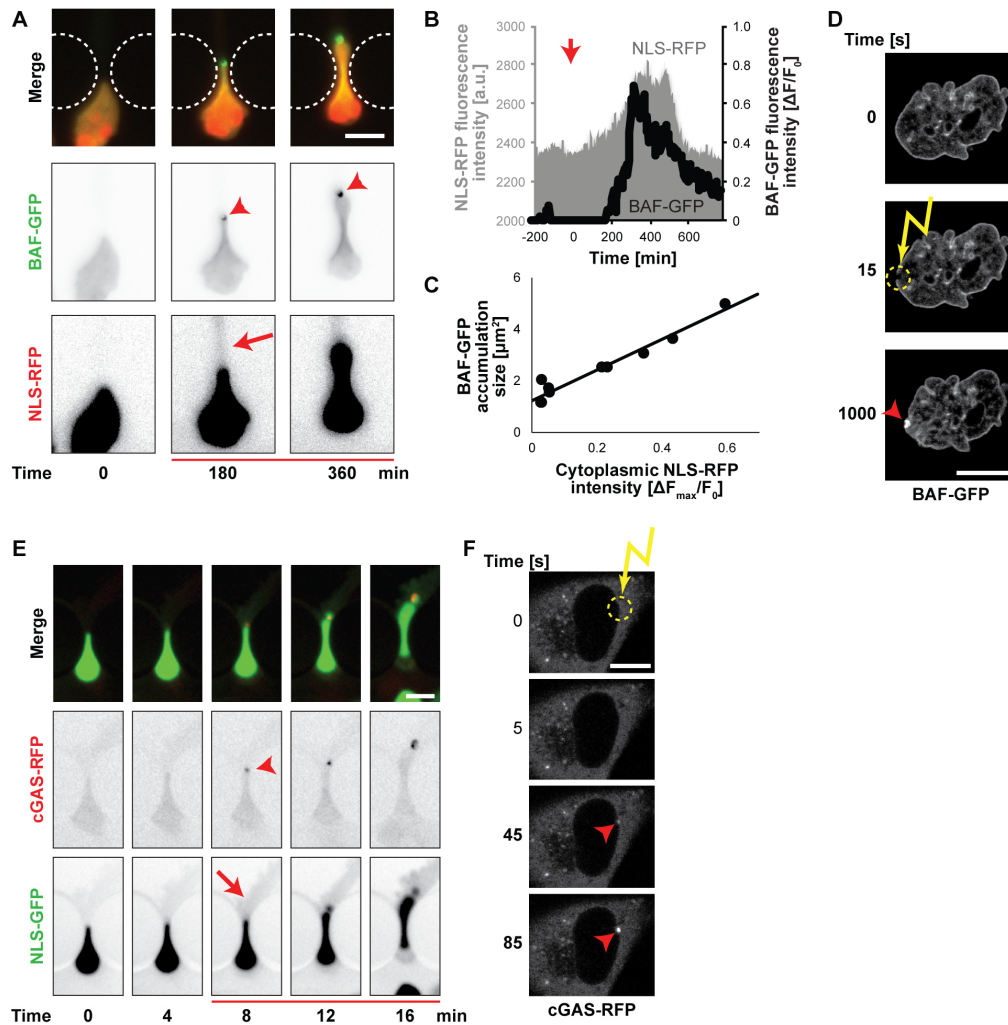 A
Merge
BAF-GFP
NLS-RFP
Time 0 180 360 min
B
NLS-RFP fluorescence
intensity [a.u.]
3000
2800
2600
2400
2200
2000
NLS-RFP
BAF-GFP
1.0
0.8
0.6
0.4
0.2
0
BAF-GFP fluorescence
intensity [ΔF/F₀]
-200 0 200 400 600
Time [min]
C
BAF-GFP
accumulation
size [µm²]
6
4
2
0
0 0.2 0.4 0.6
Cytoplasmic NLS-RFP
intensity [ΔFmax/F₀]
D
Time [s]
0
15
1000
BAF-GFP
E
Merge
cGAS-RFP
NLS-GFP
Time 0 4 8 12 16 min
F
Time [s]
0
5
45
85
cGAS-RFP